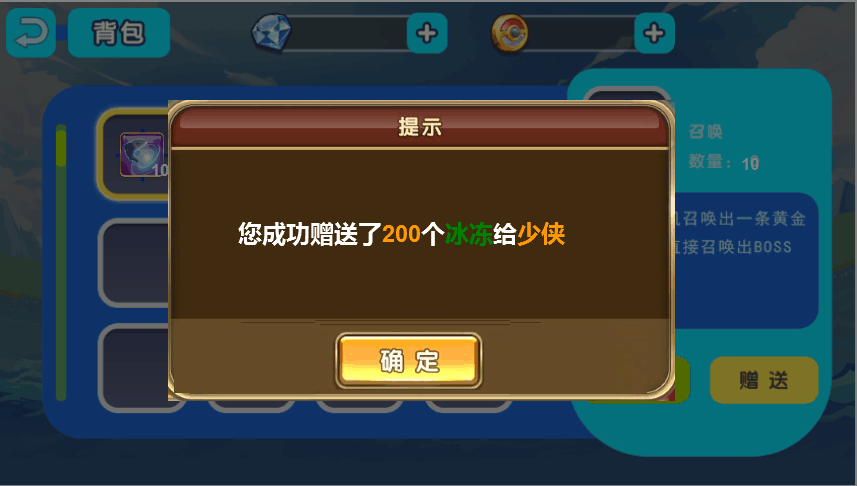 背包
提示
召唤
数量：10
10
您成功赠送了200个冰冻给少侠
召唤出一条黄金
直接召唤出BOSS
确定
赠送